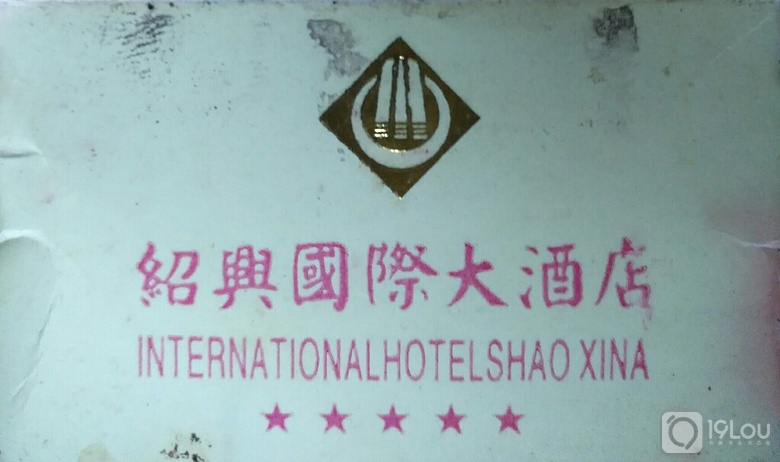 紹興國際大酒店
INTERNATIONALHOTELSHAO XINA
19Lou